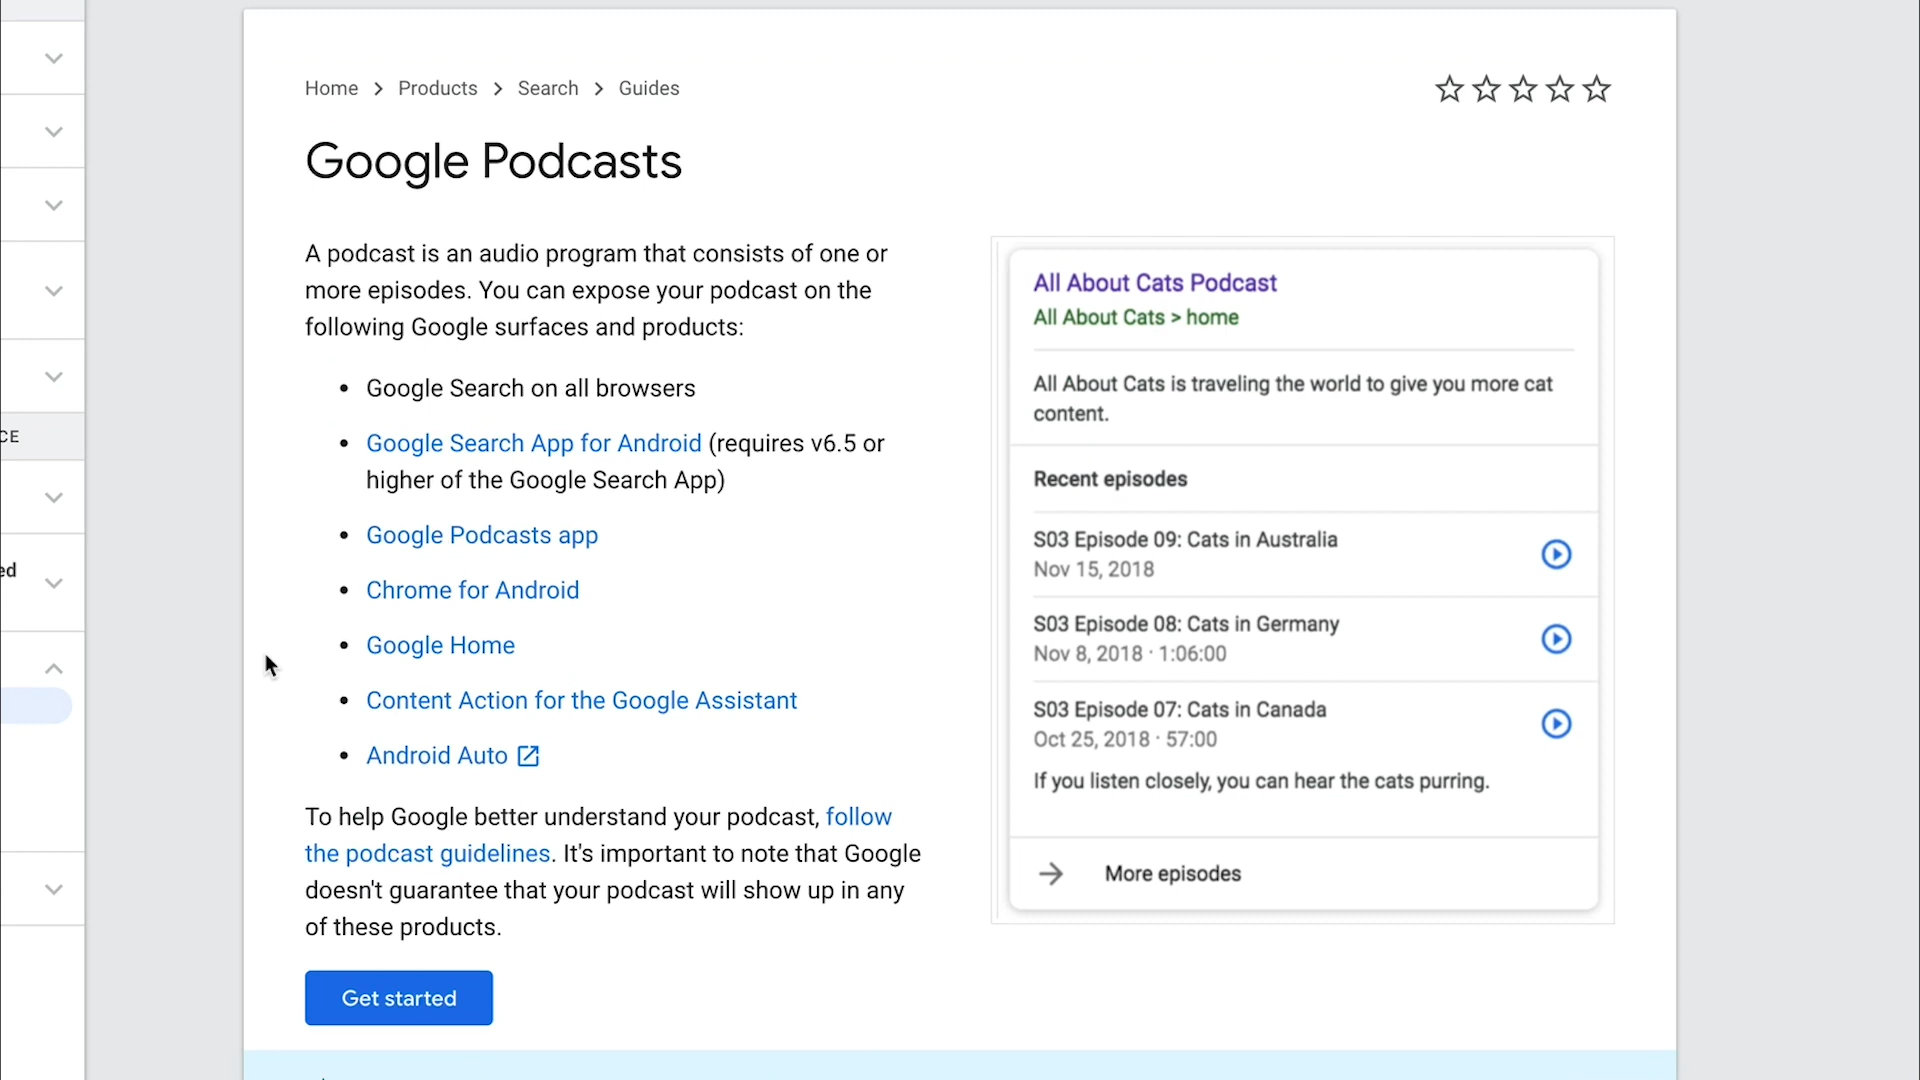 Home > Products > Search > Guides
Google Podcasts
A podcast is an audio program that consists of one or
more episodes. You can expose your podcast on the
following Google surfaces and products:
• Google Search on all browsers
• Google Search App for Android (requires v6.5 or
higher of the Google Search App)
• Google Podcasts app
• Chrome for Android
• Google Home
• Content Action for the Google Assistant
• Android Auto
To help Google better understand your podcast, follow
the podcast guidelines. It's important to note that Google
doesn't guarantee that your podcast will show up in any
of these products.
Get started
All About Cats Podcast
All About Cats > home
All About Cats is traveling the world to give you more cat
content.
Recent episodes
S03 Episode 09: Cats in Australia
Nov 15, 2018
S03 Episode 08: Cats in Germany
Nov 8, 2018 · 1:06:00
S03 Episode 07: Cats in Canada
Oct 25, 2018 · 57:00
If you listen closely, you can hear the cats purring.
More episodes
CE
ed